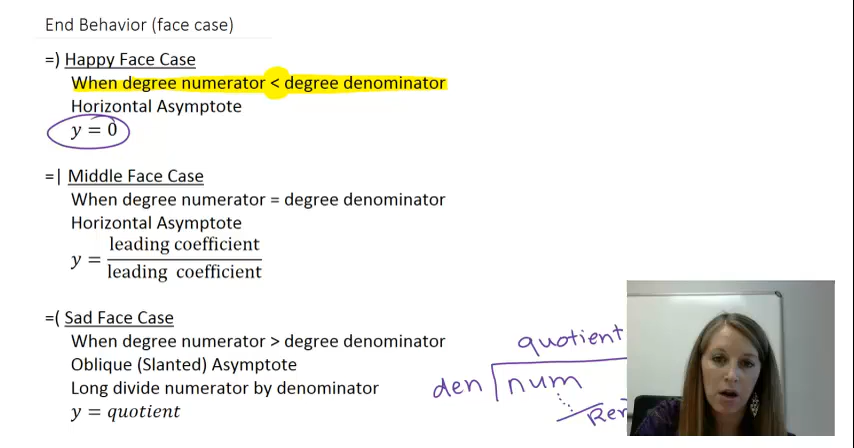 End Behavior (face case)
=) Happy Face Case
When degree numerator < degree denominator
Horizontal Asymptote
y = 0
=| Middle Face Case
When degree numerator = degree denominator
Horizontal Asymptote
y = leading coefficient
leading coefficient
=( Sad Face Case
When degree numerator > degree denominator
Oblique (Slanted) Asymptote
Long divide numerator by denominator
y = quotient
quotient
den num